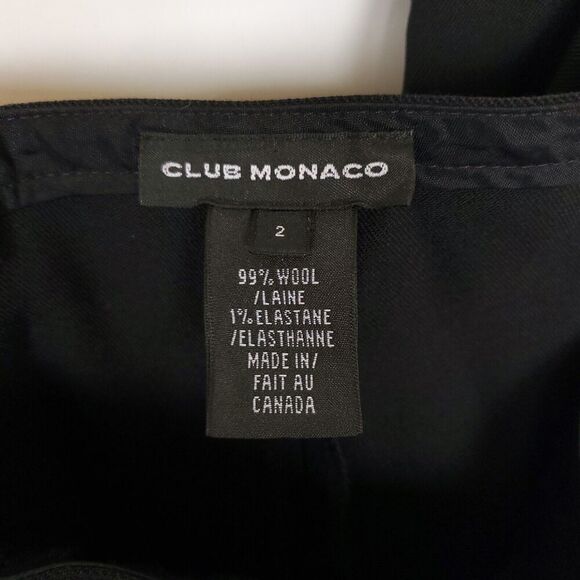 CLUB MONACO
2
99% WOOL
/LAINE
1% ELASTANE
/ELASTHANNE
MADE IN/
FAIT AU
CANADA